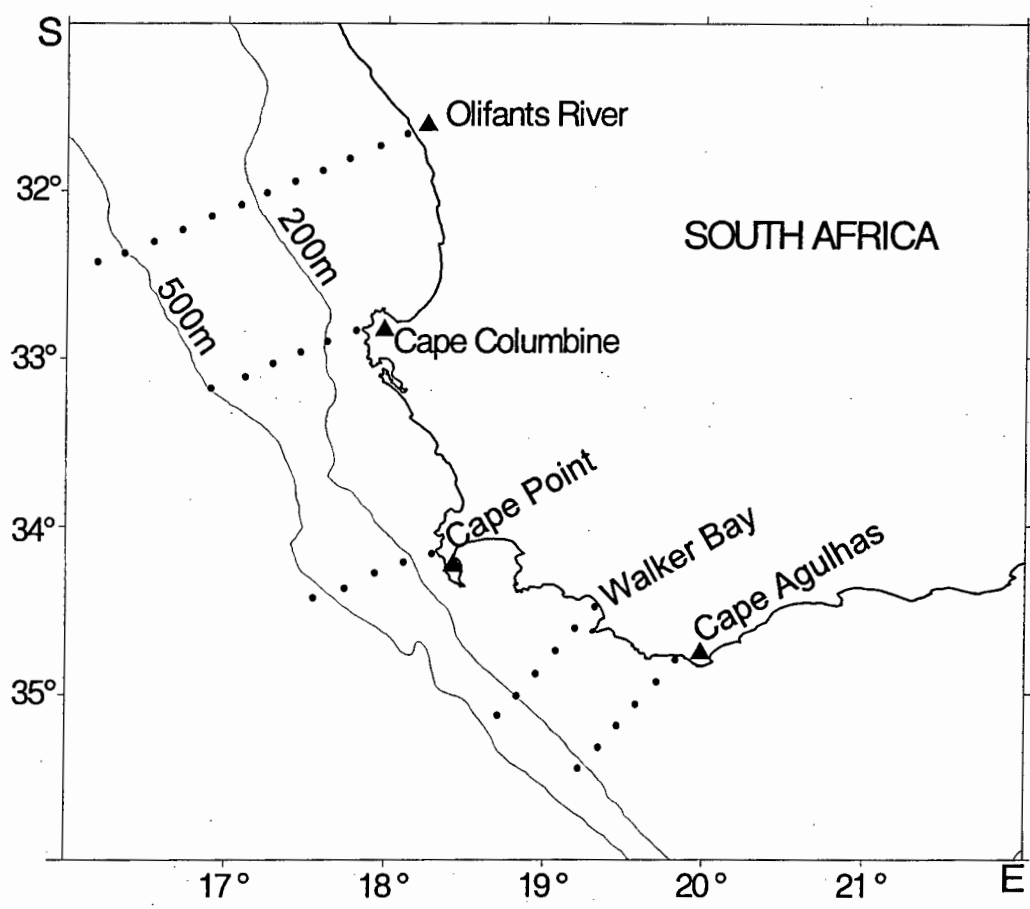 S
Olifants River
32°
200m
SOUTH AFRICA
500m
33°
Cape Columbine
34°
Cape Point
Walker Bay
Cape Agulhas
35°
17°
18°
19°
20°
21°
E